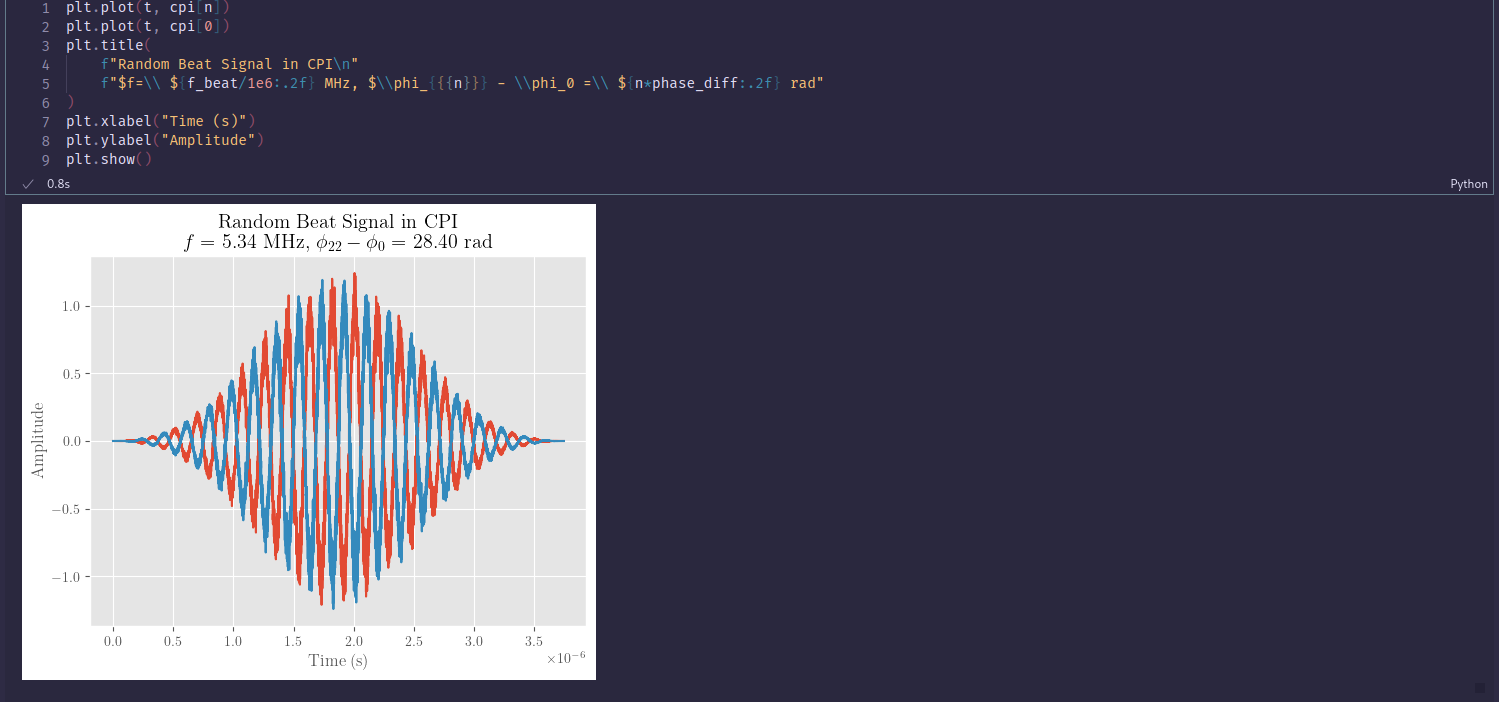 1 plt.plot(t, cpi[n])
2 plt.plot(t, cpi[0])
3 plt.title(
4     f"Random Beat Signal in CPI\n"
5     f"$f=\\ ${f_beat/1e6:.2f} MHz, $\\phi_{{{n}}} - \\phi_0 =\\ ${n*phase_diff:.2f} rad"
6 )
7 plt.xlabel("Time (s)")
8 plt.ylabel("Amplitude")
9 plt.show()
✓ 0.8s Python
Random Beat Signal in CPI
f = 5.34 MHz, ϕ₂₂ − ϕ₀ = 28.40 rad
Amplitude
1.0
0.5
0.0
−0.5
−1.0
0.0 0.5 1.0 1.5 2.0 2.5 3.0 3.5
×10⁻⁶
Time (s)